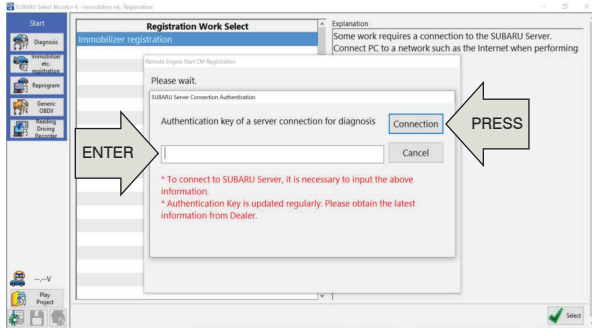 SUBARU Select Monitor 4 - Immobilizer etc. Registration
Start
Diagnosis
Immobilizer
etc.
registration
Reprogram
Generic
OBDII
Reading
Driving
Recorder
--.--V
Play
Project
Registration Work Select
Immobilizer registration
Explanation
Some work requires a connection to the SUBARU Server.
Connect PC to a network such as the Internet when performing
Remote Engine Start CM Registration
Please wait.
SUBARU Server Connection Authentication
Authentication key of a server connection for diagnosis
Connection
Cancel
* To connect to SUBARU Server, it is necessary to input the above
information.
* Authentication Key is updated regularly. Please obtain the latest
information from Dealer.
ENTER
PRESS
Select